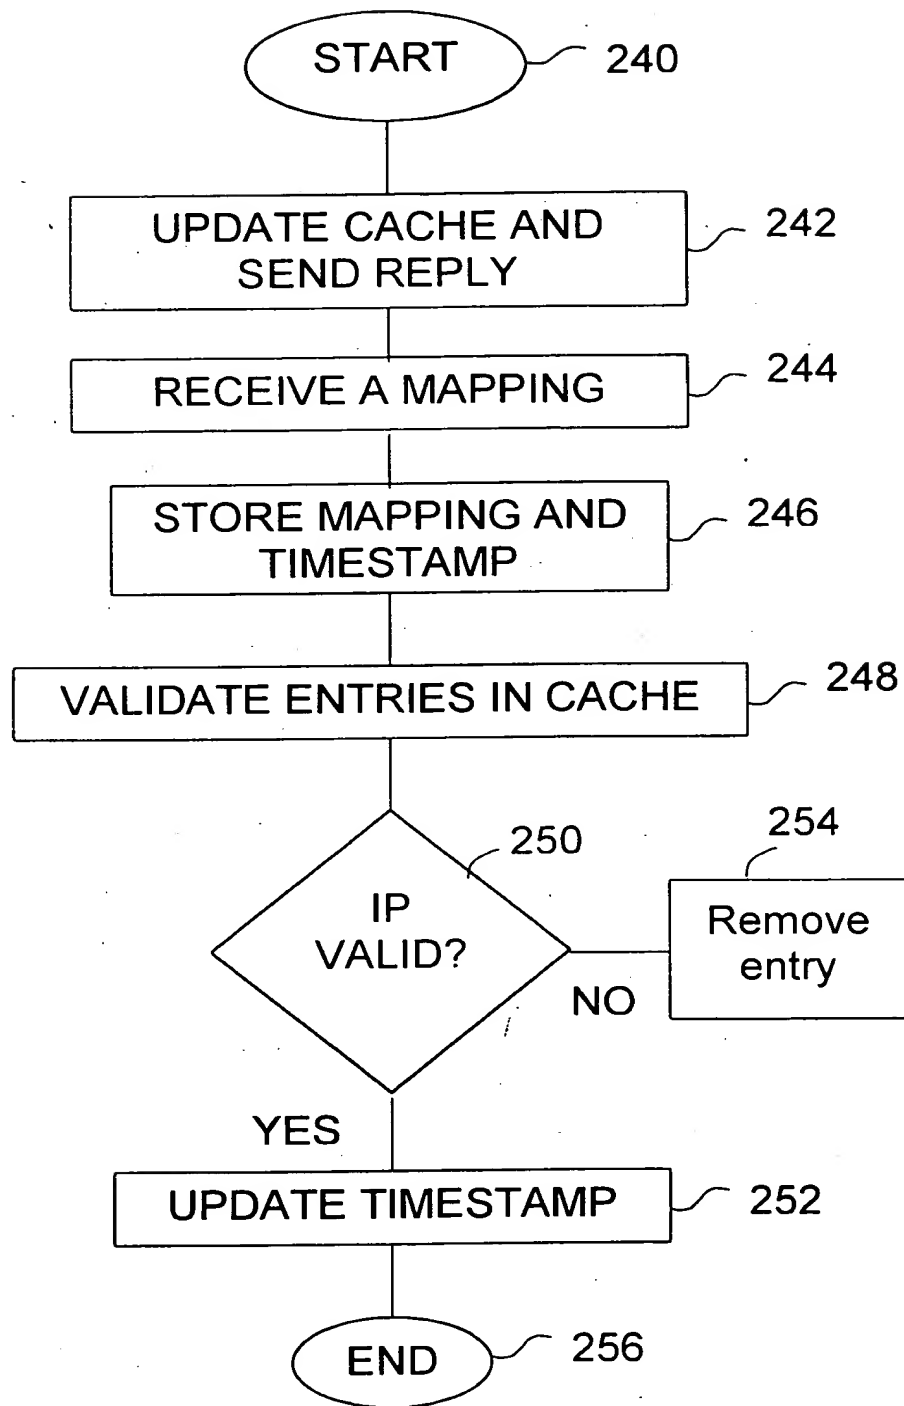 START
240
UPDATE CACHE AND
SEND REPLY
242
RECEIVE A MAPPING
244
STORE MAPPING AND
TIMESTAMP
246
VALIDATE ENTRIES IN CACHE
248
250
IP
VALID?
NO
254
Remove
entry
YES
UPDATE TIMESTAMP
252
END
256